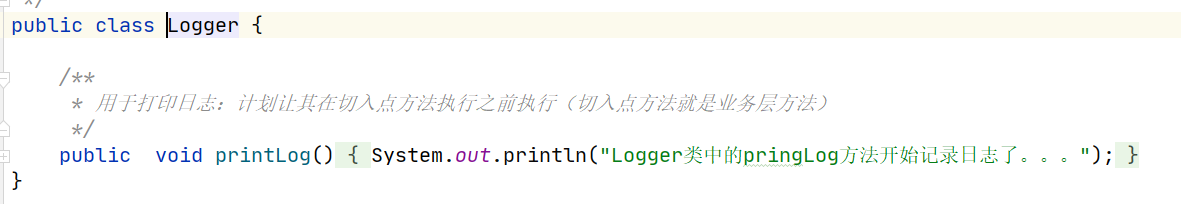 */
public class Logger {
/**
* 用于打印日志：计划让其在切入点方法执行之前执行（切入点方法就是业务层方法）
*/
public  void printLog() { System.out.println("Logger类中的pringLog方法开始记录日志了。。。"); }
}